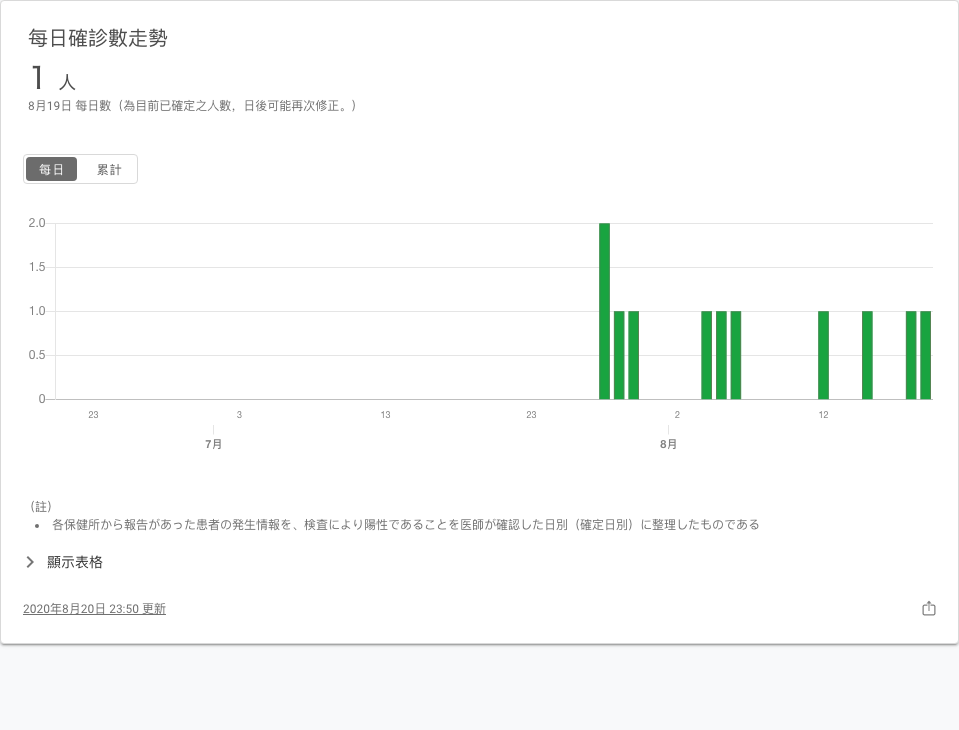 每日確診數走勢
1 人
8月19日 每日數（為目前已確定之人數，日後可能再次修正。）
每日 累計
2.0
1.5
1.0
0.5
0
23 3 13 23 2 12
7月 8月
（註）
• 各保健所から報告があった患者の発生情報を、検査により陽性であることを医師が確認した日別（確定日別）に整理したものである
顯示表格
2020年8月20日 23:50 更新